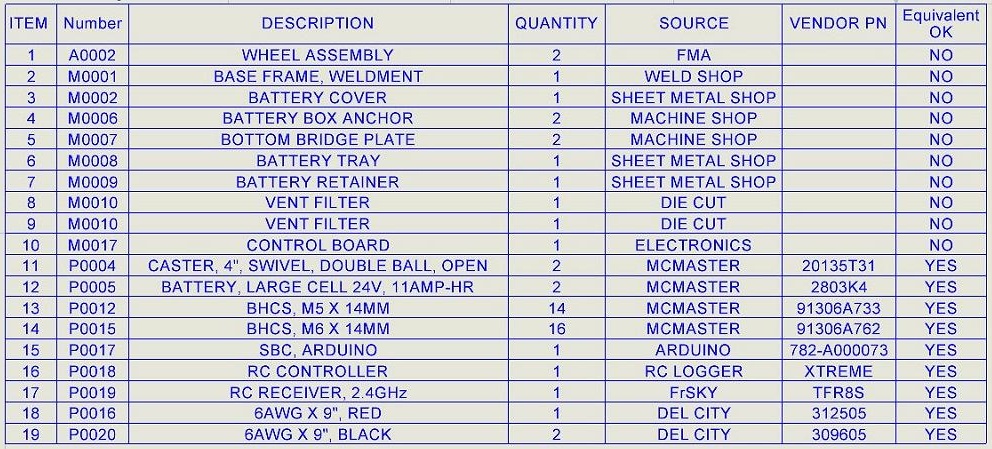 ITEM Number DESCRIPTION QUANTITY SOURCE VENDOR PN Equivalent OK
1 A0002 WHEEL ASSEMBLY 2 FMA NO
2 M0001 BASE FRAME, WELDMENT 1 WELD SHOP NO
3 M0002 BATTERY COVER 1 SHEET METAL SHOP NO
4 M0006 BATTERY BOX ANCHOR 2 MACHINE SHOP NO
5 M0007 BOTTOM BRIDGE PLATE 2 MACHINE SHOP NO
6 M0008 BATTERY TRAY 1 SHEET METAL SHOP NO
7 M0009 BATTERY RETAINER 1 SHEET METAL SHOP NO
8 M0010 VENT FILTER 1 DIE CUT NO
9 M0010 VENT FILTER 1 DIE CUT NO
10 M0017 CONTROL BOARD 1 ELECTRONICS NO
11 P0004 CASTER, 4", SWIVEL, DOUBLE BALL, OPEN 2 MCMASTER 20135T31 YES
12 P0005 BATTERY, LARGE CELL 24V, 11AMP-HR 2 MCMASTER 2803K4 YES
13 P0012 BHCS, M5 X 14MM 14 MCMASTER 91306A733 YES
14 P0015 BHCS, M6 X 14MM 16 MCMASTER 91306A762 YES
15 P0017 SBC, ARDUINO 1 ARDUINO 782-A000073 YES
16 P0018 RC CONTROLLER 1 RC LOGGER XTREME YES
17 P0019 RC RECEIVER, 2.4GHz 1 FrSKY TFR8S YES
18 P0016 6AWG X 9", RED 1 DEL CITY 312505 YES
19 P0020 6AWG X 9", BLACK 2 DEL CITY 309605 YES